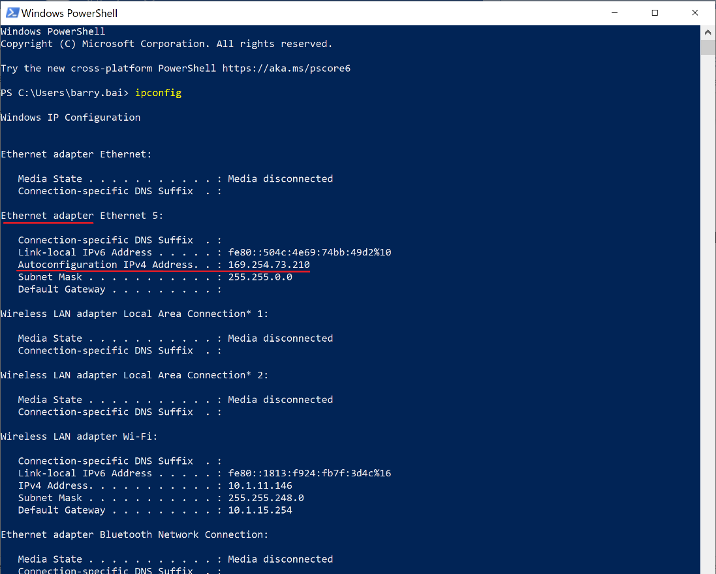 Windows PowerShell
Windows PowerShell
Copyright (C) Microsoft Corporation. All rights reserved.
Try the new cross-platform PowerShell https://aka.ms/pscore6
PS C:\Users\barry.bai> ipconfig
Windows IP Configuration
Ethernet adapter Ethernet:
Media State . . . . . . . . . . . : Media disconnected
Connection-specific DNS Suffix  . :
Ethernet adapter Ethernet 5:
Connection-specific DNS Suffix  . :
Link-local IPv6 Address . . . . . : fe80::504c:4e69:74bb:49d2%10
Autoconfiguration IPv4 Address. . : 169.254.73.210
Subnet Mask . . . . . . . . . . . : 255.255.0.0
Default Gateway . . . . . . . . . :
Wireless LAN adapter Local Area Connection* 1:
Media State . . . . . . . . . . . : Media disconnected
Connection-specific DNS Suffix  . :
Wireless LAN adapter Local Area Connection* 2:
Media State . . . . . . . . . . . : Media disconnected
Connection-specific DNS Suffix  . :
Wireless LAN adapter Wi-Fi:
Connection-specific DNS Suffix  . :
Link-local IPv6 Address . . . . . : fe80::1813:f924:fb7f:3d4c%16
IPv4 Address. . . . . . . . . . . : 10.1.11.146
Subnet Mask . . . . . . . . . . . : 255.255.248.0
Default Gateway . . . . . . . . . : 10.1.15.254
Ethernet adapter Bluetooth Network Connection:
Media State . . . . . . . . . . . : Media disconnected
Connection-specific DNS Suffix  . :